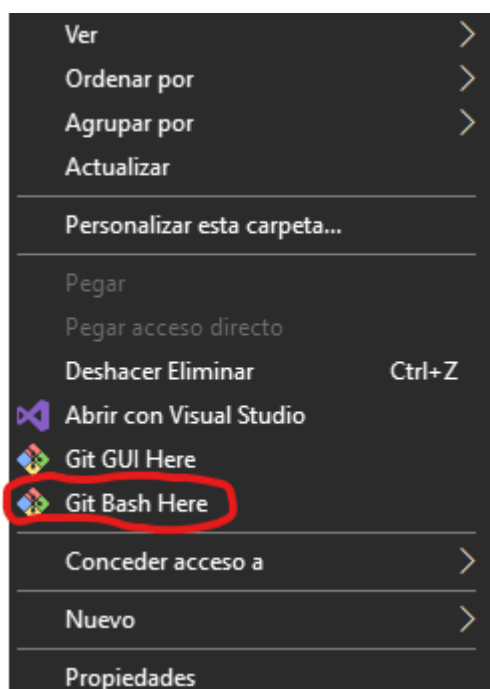 Ver
Ordenar por
Agrupar por
Actualizar
Personalizar esta carpeta...
Pegar
Pegar acceso directo
Deshacer Eliminar Ctrl+Z
Abrir con Visual Studio
Git GUI Here
Git Bash Here
Conceder acceso a
Nuevo
Propiedades